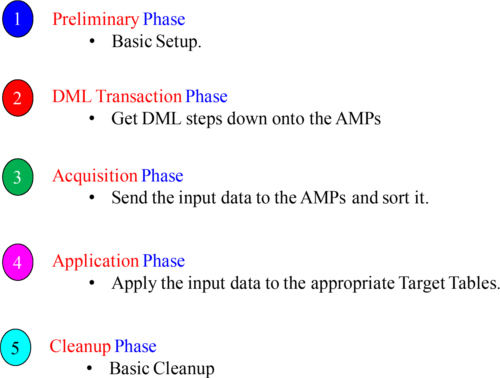 1 Preliminary Phase
• Basic Setup.
2 DML Transaction Phase
• Get DML steps down onto the AMPs
3 Acquisition Phase
• Send the input data to the AMPs and sort it.
4 Application Phase
• Apply the input data to the appropriate Target Tables.
5 Cleanup Phase
• Basic Cleanup